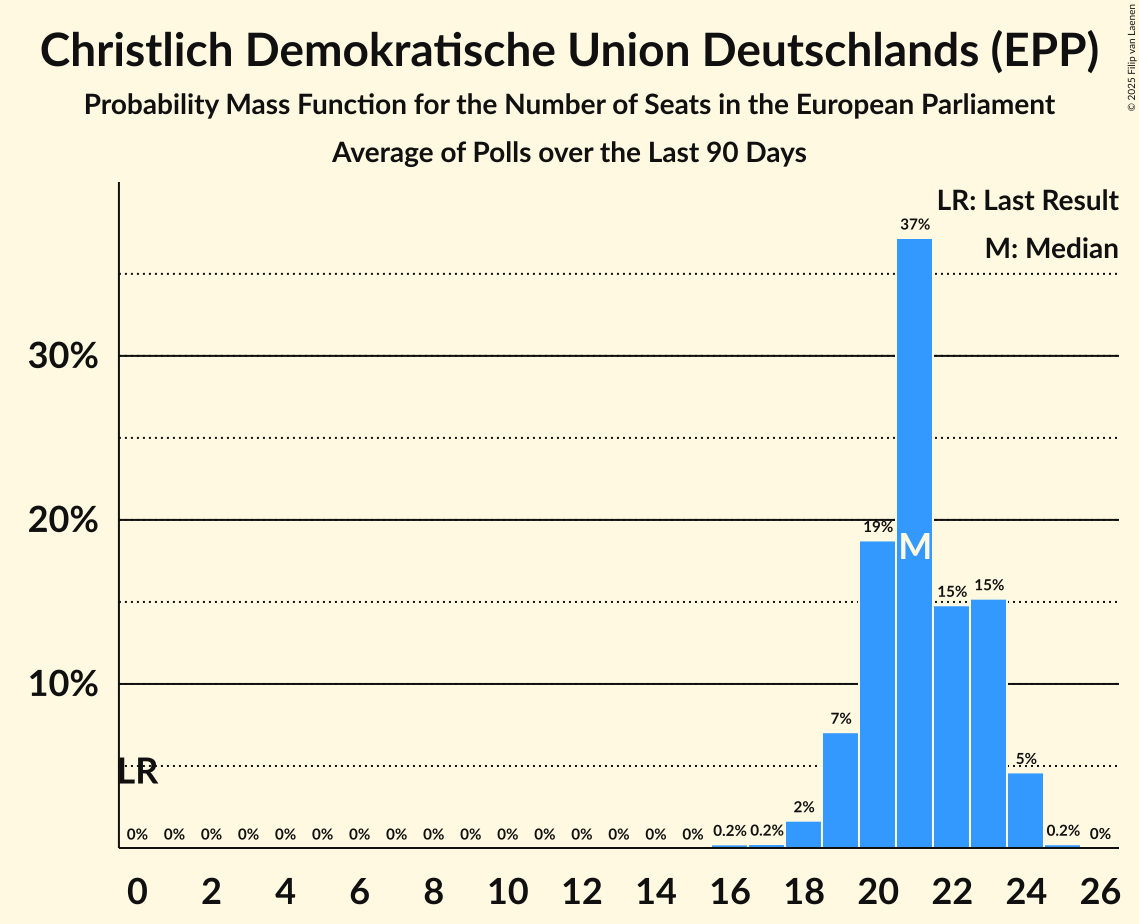 Christlich Demokratische Union Deutschlands (EPP)
Probability Mass Function for the Number of Seats in the European Parliament
Average of Polls over the Last 90 Days
© 2025 Filip van Laenen
LR: Last Result
M: Median
37%
30%
20%
19%
M
15%
15%
10%
7%
5%
LR
2%
0% 0% 0% 0% 0% 0% 0% 0% 0% 0% 0% 0% 0% 0% 0% 0% 0.2% 0.2% 0.2% 0%
0 2 4 6 8 10 12 14 16 18 20 22 24 26